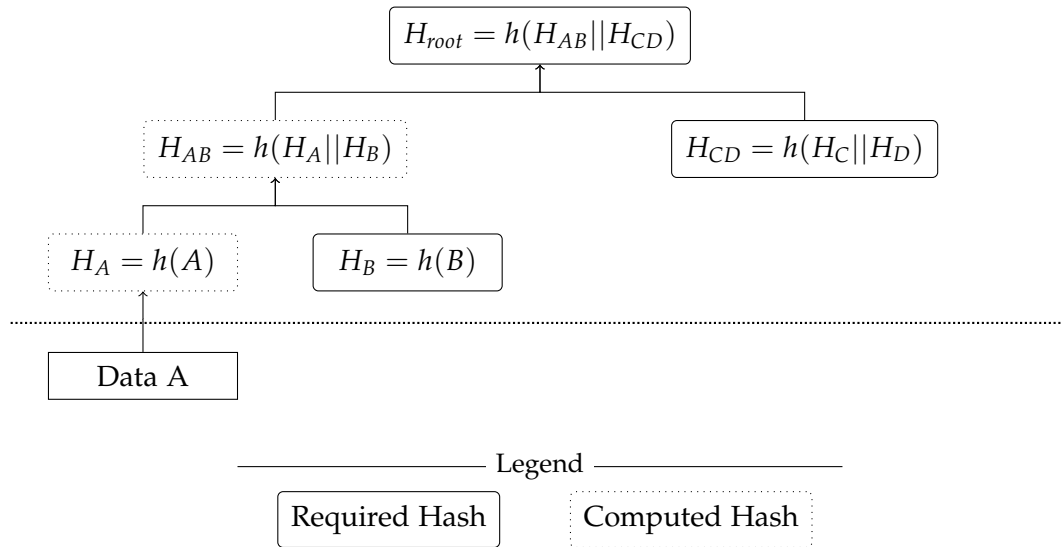 H_root = h(H_AB||H_CD)
H_AB = h(H_A||H_B)
H_CD = h(H_C||H_D)
H_A = h(A)
H_B = h(B)
Data A
Legend
Required Hash
Computed Hash